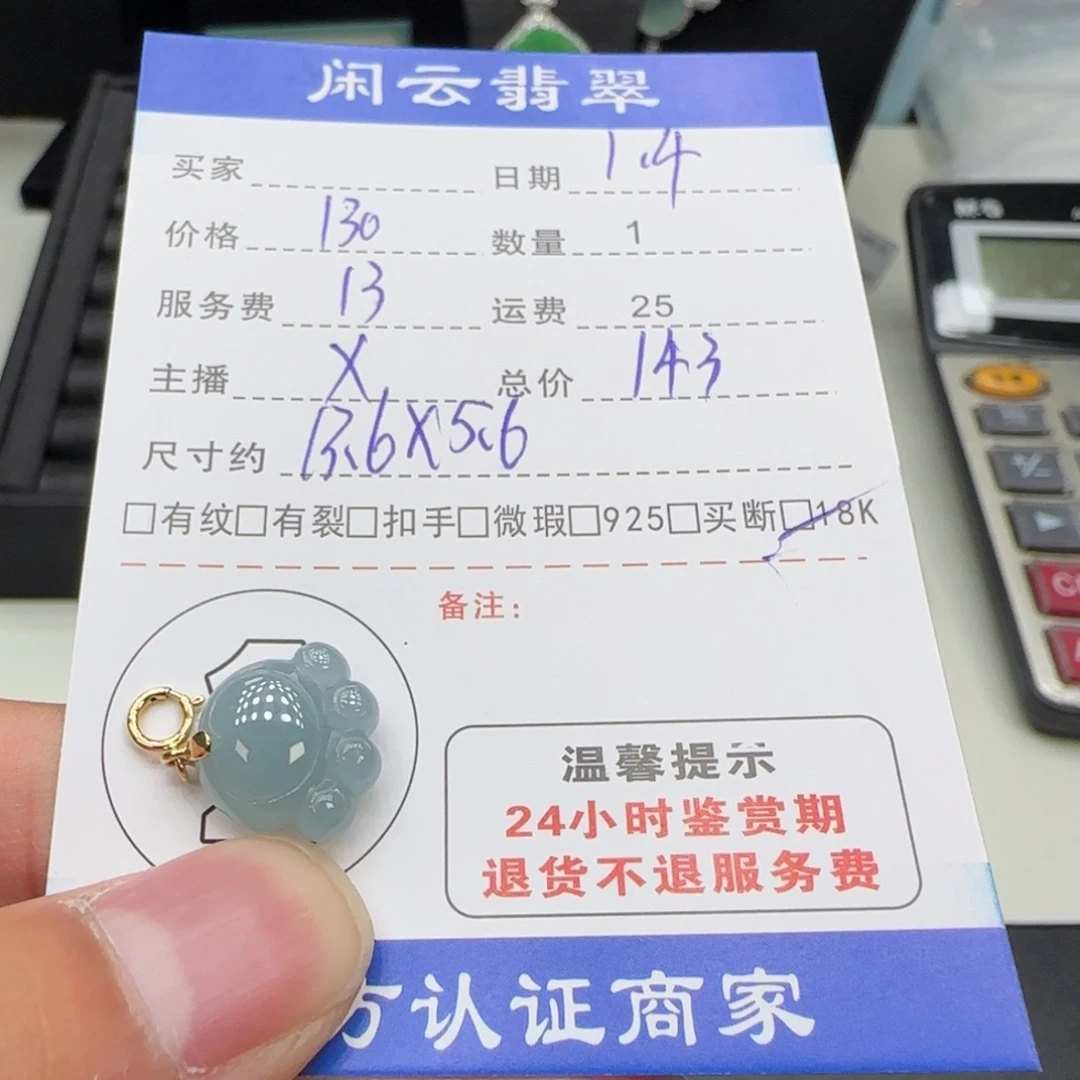 闲云翡翠
买家 日期 1.4
价格 130 数量 1
服务费 13 运费 25
主播 X 总价 143
尺寸约 13.6X5.6
□有纹□有裂□扣手□微瑕□925□买断□18K
备注:
温馨提示
24小时鉴赏期
退货不退服务费
方认证商家